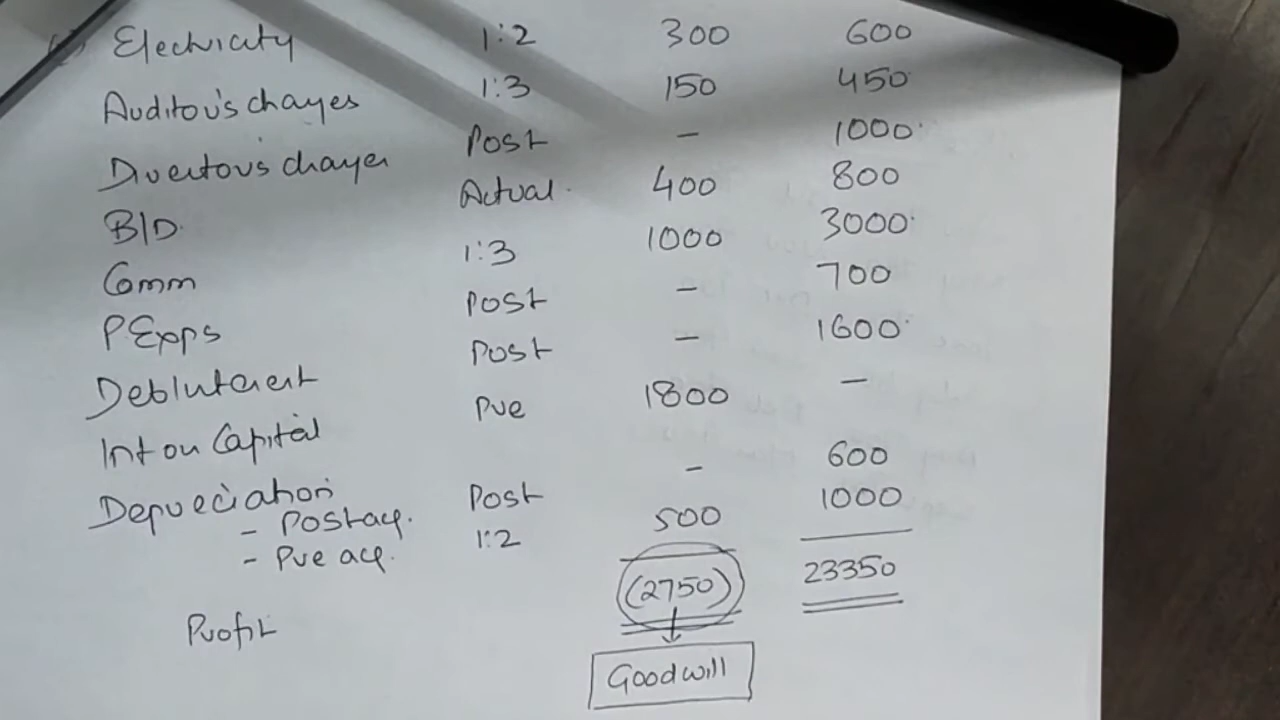 Electricity 1:2 300 600
Auditor's charges 1:3 150 450
Director's charges Post - 1000
B/D. Actual. 400 800
Comm 1:3 1000 3000
P.Exps Post - 700
Deb Interest Post - 1600
Int on Capital Pre 1800 -
Depreciation
- Post acq. Post - 600
- Pre acq. 1:2 500 1000
Profit (2750) 23350
Goodwill